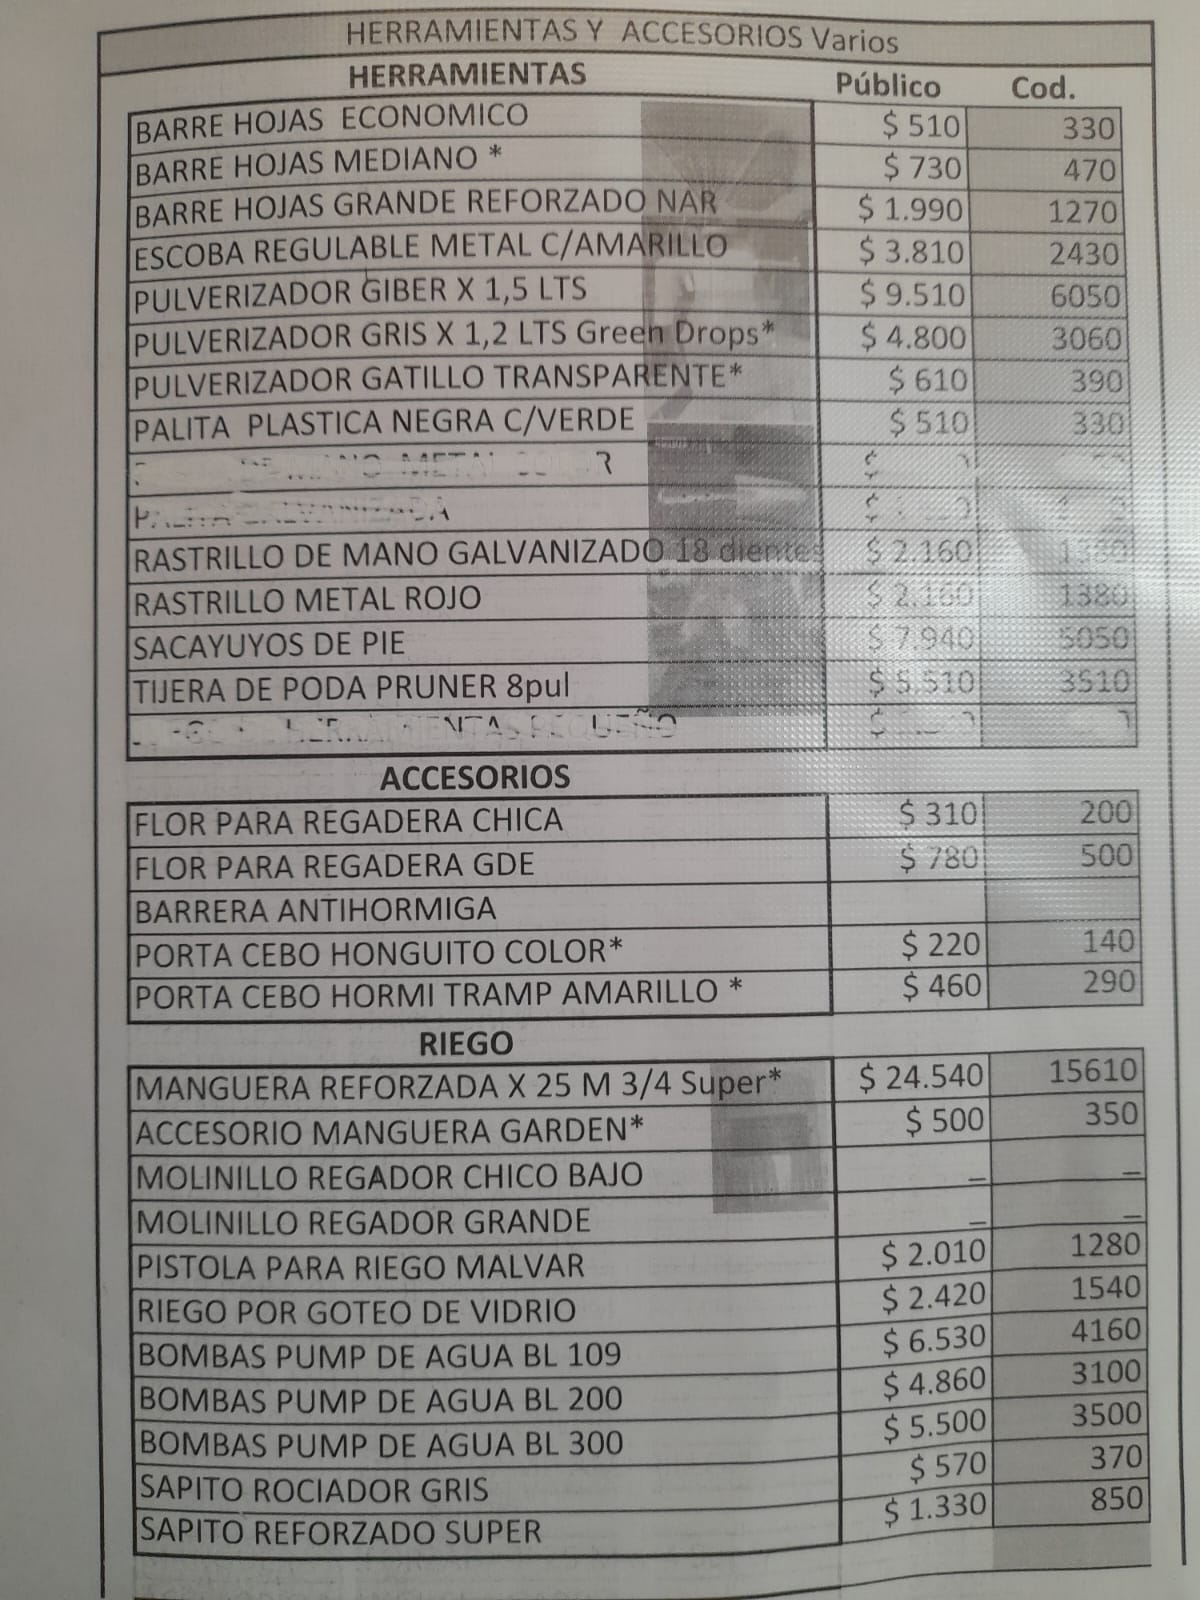 HERRAMIENTAS Y ACCESORIOS Varios
HERRAMIENTAS Público Cod.
BARRE HOJAS ECONOMICO $ 510 330
BARRE HOJAS MEDIANO * $ 730 470
BARRE HOJAS GRANDE REFORZADO NAR $ 1.990 1270
ESCOBA REGULABLE METAL C/AMARILLO $ 3.810 2430
PULVERIZADOR GIBER X 1,5 LTS $ 9.510 6050
PULVERIZADOR GRIS X 1,2 LTS Green Drops* $ 4.800 3060
PULVERIZADOR GATILLO TRANSPARENTE* $ 610 390
PALITA PLASTICA NEGRA C/VERDE $ 510 330
$
$
RASTRILLO DE MANO GALVANIZADO 18 dientes $ 2.160
RASTRILLO METAL ROJO $ 2.160 1380
SACAYUYOS DE PIE $ 7.940 5050
TIJERA DE PODA PRUNER 8pul $ 5.510 3510
HERRAMIENTAS PEQUEÑO $
ACCESORIOS
FLOR PARA REGADERA CHICA $ 310 200
FLOR PARA REGADERA GDE $ 780 500
BARRERA ANTIHORMIGA
PORTA CEBO HONGUITO COLOR* $ 220 140
PORTA CEBO HORMI TRAMP AMARILLO * $ 460 290
RIEGO
MANGUERA REFORZADA X 25 M 3/4 Super* $ 24.540 15610
ACCESORIO MANGUERA GARDEN* $ 500 350
MOLINILLO REGADOR CHICO BAJO _ _
MOLINILLO REGADOR GRANDE _ _
PISTOLA PARA RIEGO MALVAR $ 2.010 1280
RIEGO POR GOTEO DE VIDRIO $ 2.420 1540
BOMBAS PUMP DE AGUA BL 109 $ 6.530 4160
BOMBAS PUMP DE AGUA BL 200 $ 4.860 3100
BOMBAS PUMP DE AGUA BL 300 $ 5.500 3500
SAPITO ROCIADOR GRIS $ 570 370
SAPITO REFORZADO SUPER $ 1.330 850